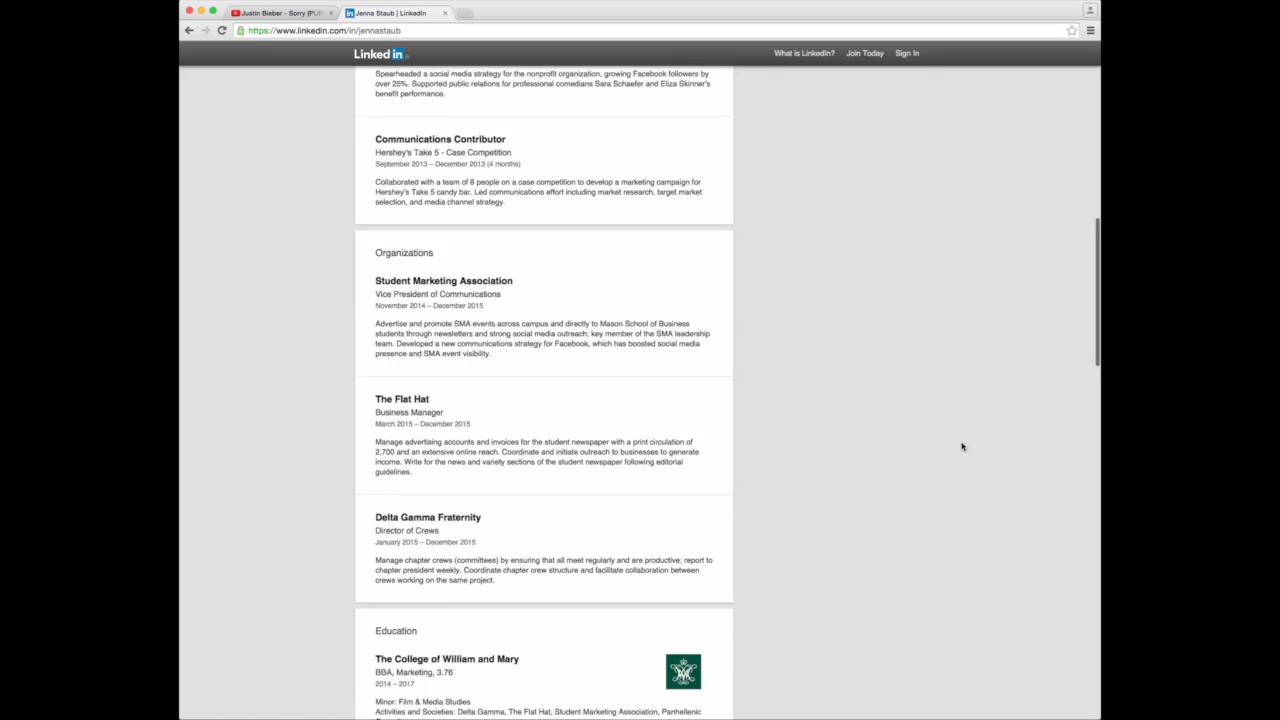 Justin Bieber - Sorry (PUR
Jenna Staub | LinkedIn
https://www.linkedin.com/in/jennastaub
Linked in
What is LinkedIn? Join Today Sign In
Spearheaded a social media strategy for the nonprofit organization, growing Facebook followers by
over 25%. Supported public relations for professional comedians Sara Schaefer and Eliza Skinner's
benefit performance.
Communications Contributor
Hershey's Take 5 - Case Competition
September 2013 – December 2013 (4 months)
Collaborated with a team of 8 people on a case competition to develop a marketing campaign for
Hershey's Take 5 candy bar. Led communications effort including market research, target market
selection, and media channel strategy.
Organizations
Student Marketing Association
Vice President of Communications
November 2014 – December 2015
Advertise and promote SMA events across campus and directly to Mason School of Business
students through newsletters and strong social media outreach; key member of the SMA leadership
team. Developed a new communications strategy for Facebook, which has boosted social media
presence and SMA event visibility.
The Flat Hat
Business Manager
March 2015 – December 2015
Manage advertising accounts and invoices for the student newspaper with a print circulation of
2,700 and an extensive online reach. Coordinate and initiate outreach to businesses to generate
income. Write for the news and variety sections of the student newspaper following editorial
guidelines.
Delta Gamma Fraternity
Director of Crews
January 2015 – December 2015
Manage chapter crews (committees) by ensuring that all meet regularly and are productive; report to
chapter president weekly. Coordinate chapter crew structure and facilitate collaboration between
crews working on the same project.
Education
The College of William and Mary
BBA, Marketing, 3.76
2014 – 2017
Minor: Film & Media Studies
Activities and Societies: Delta Gamma, The Flat Hat, Student Marketing Association, Panhellenic